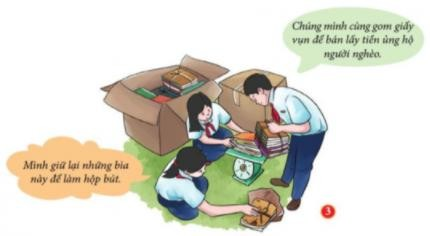 Chúng mình cùng gom giấy
vụn để bán lấy tiền ủng hộ
người nghèo.
Mình giữ lại những bìa
này để làm hộp bút.
3